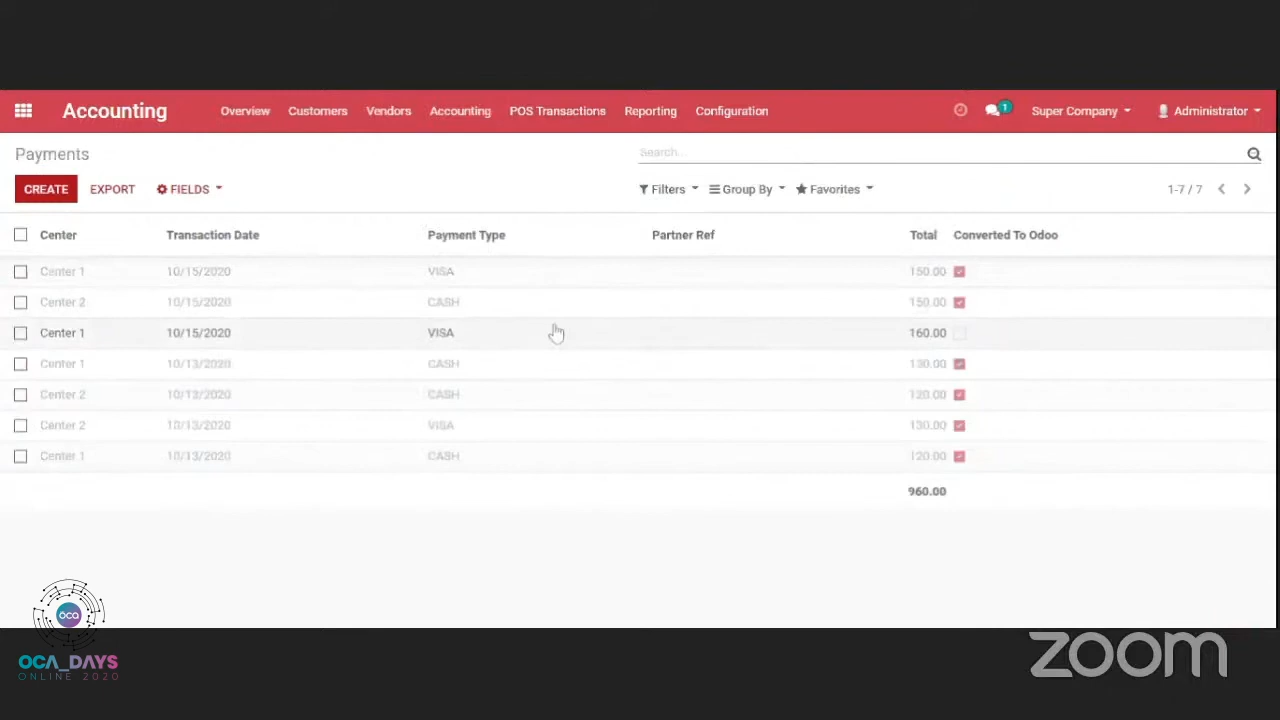 Accounting Overview Customers Vendors Accounting POS Transactions Reporting Configuration 1 Super Company Administrator
Payments Search...
CREATE EXPORT FIELDS Filters Group By Favorites 1-7 / 7
Center Transaction Date Payment Type Partner Ref Total Converted To Odoo
Center 1 10/15/2020 VISA 150.00
Center 2 10/15/2020 CASH 150.00
Center 1 10/15/2020 VISA 160.00
Center 1 10/13/2020 CASH 130.00
Center 2 10/13/2020 CASH 120.00
Center 2 10/13/2020 VISA 130.00
Center 1 10/13/2020 CASH 120.00
960.00
oca
OCA_DAYS
ONLINE 2020
zoom